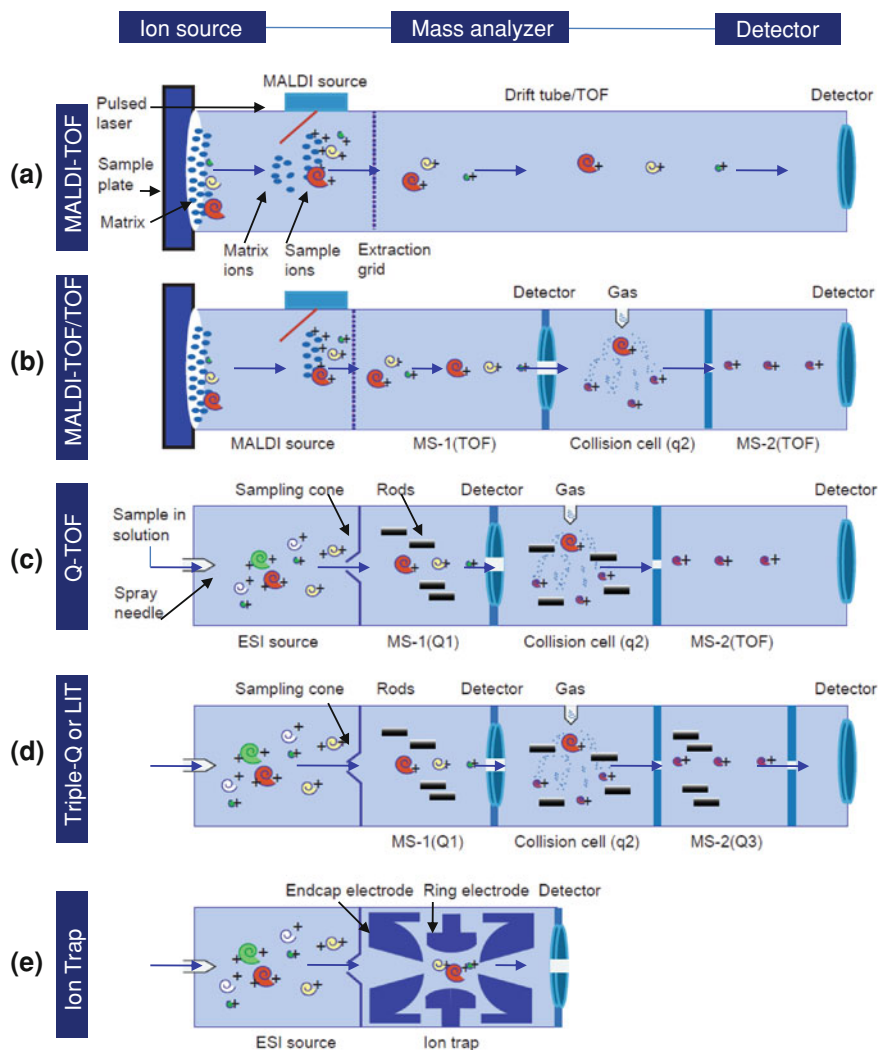 Ion source
Mass analyzer
Detector
(a)
MALDI-TOF
MALDI source
Pulsed
laser
Drift tube/TOF
Detector
Sample
plate
Matrix
Matrix
ions
Sample
ions
Extraction
grid
(b)
MALDI-TOF/TOF
Detector
Gas
Detector
MALDI source
MS-1(TOF)
Collision cell (q2)
MS-2(TOF)
(c)
Q-TOF
Sampling cone
Rods
Detector
Gas
Detector
Sample in
solution
Spray
needle
ESI source
MS-1(Q1)
Collision cell (q2)
MS-2(TOF)
(d)
Triple-Q or LIT
Sampling cone
Rods
Detector
Gas
Detector
MS-1(Q1)
Collision cell (q2)
MS-2(Q3)
(e)
Ion Trap
Endcap electrode
Ring electrode
Detector
ESI source
Ion trap